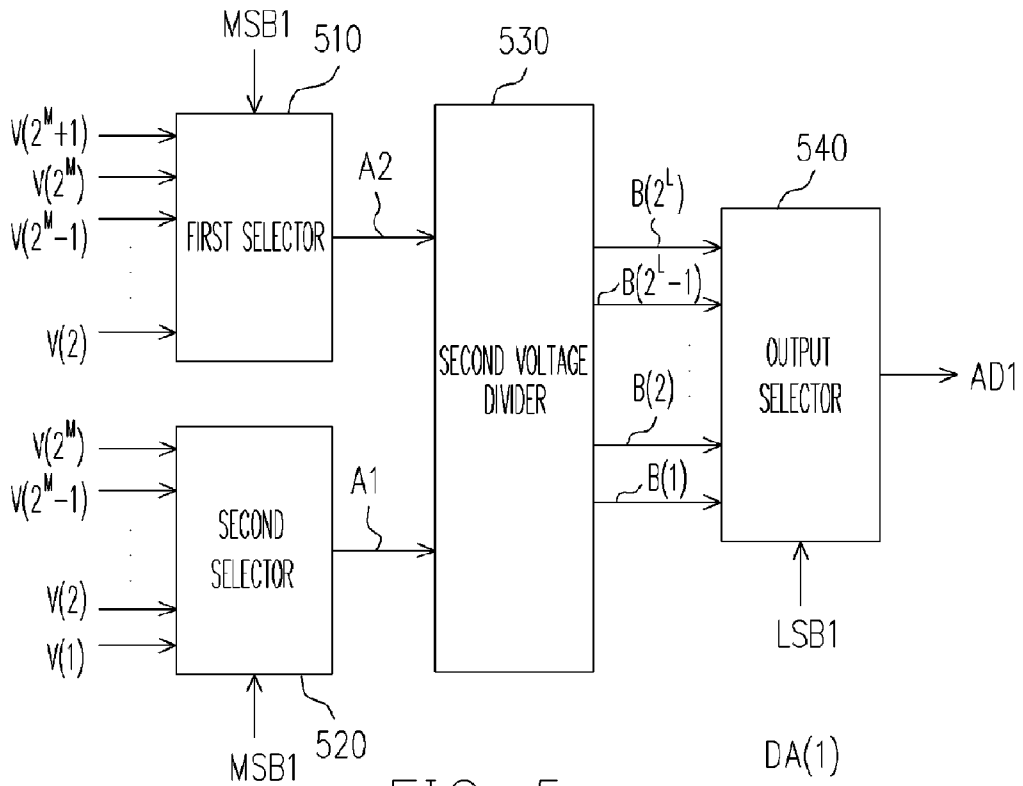 MSB1
510
530
V(2^M+1)
V(2^M)
V(2^M-1)
V(2)
FIRST SELECTOR
A2
540
B(2^L)
B(2^L-1)
B(2)
B(1)
SECOND VOLTAGE
DIVIDER
OUTPUT
SELECTOR
AD1
V(2^M)
V(2^M-1)
V(2)
V(1)
SECOND
SELECTOR
A1
LSB1
520
MSB1
DA(1)